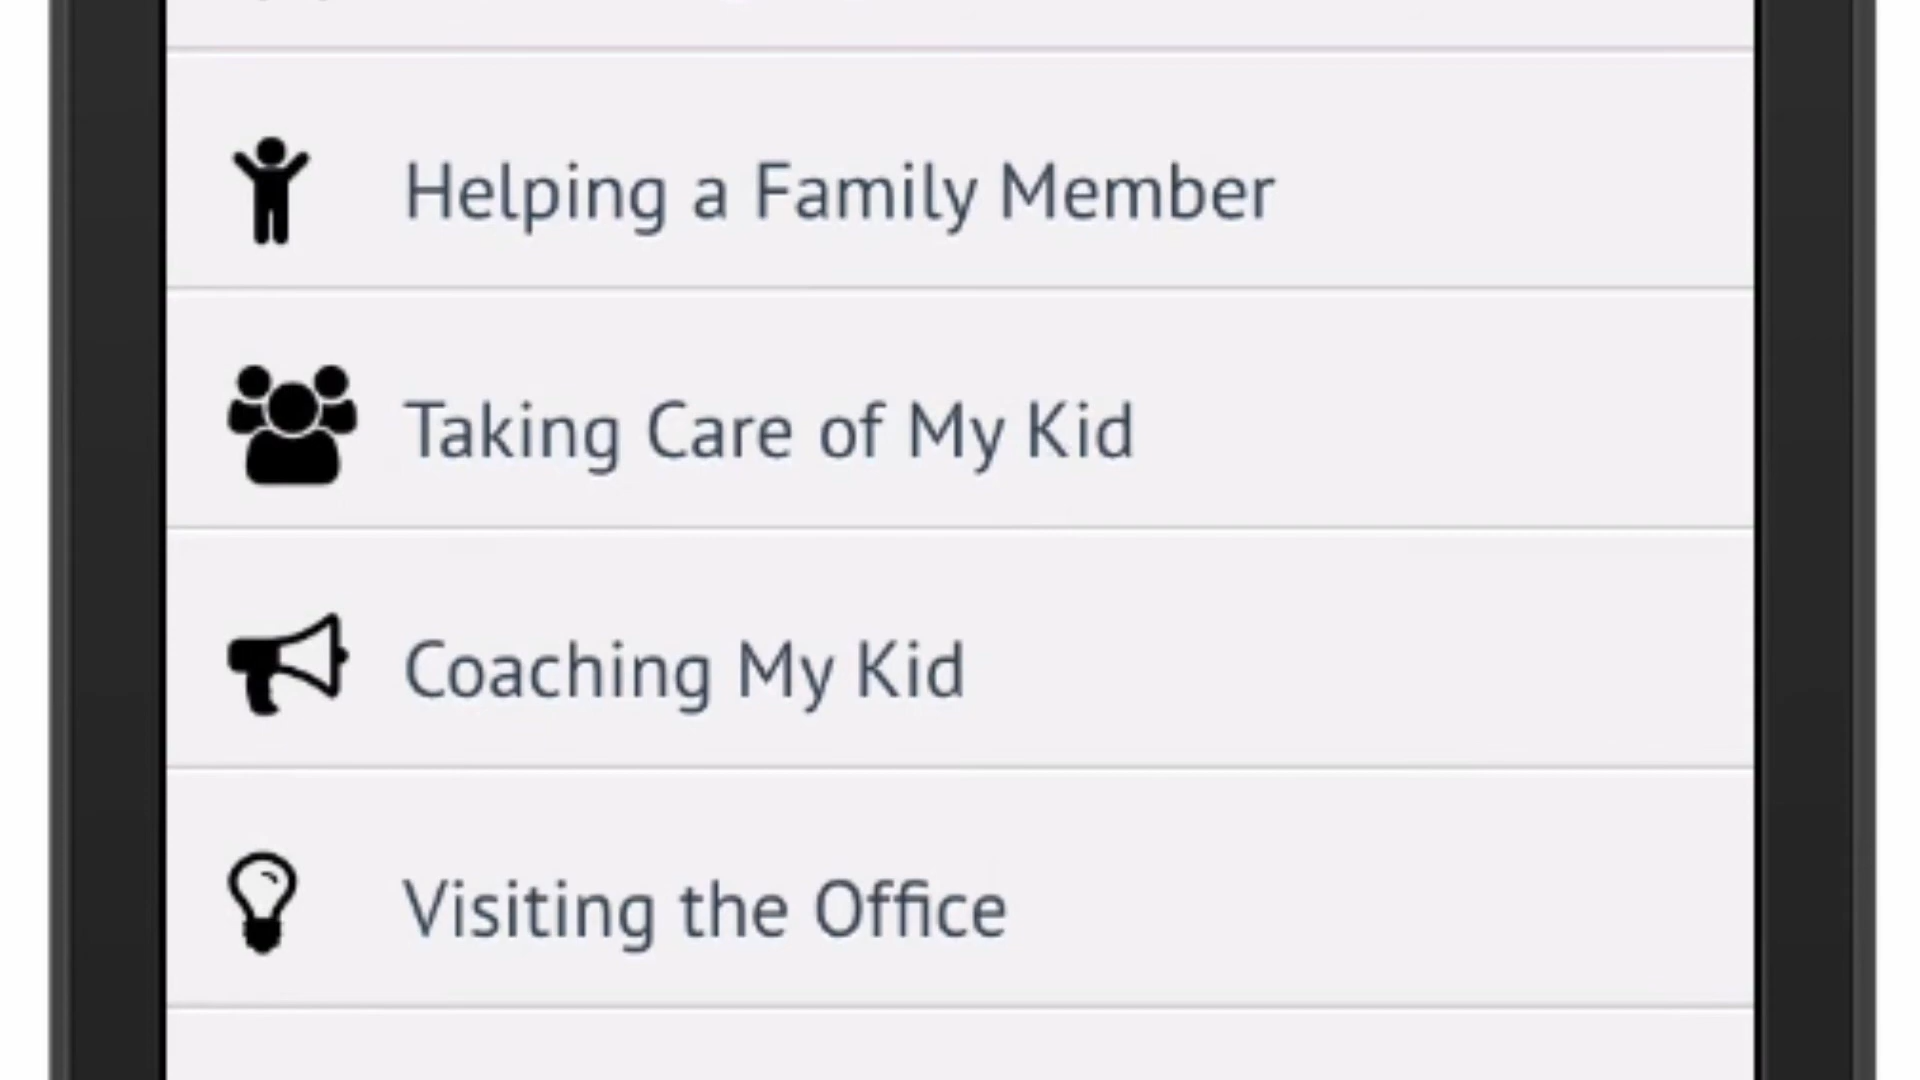 Helping a Family Member
Taking Care of My Kid
Coaching My Kid
Visiting the Office